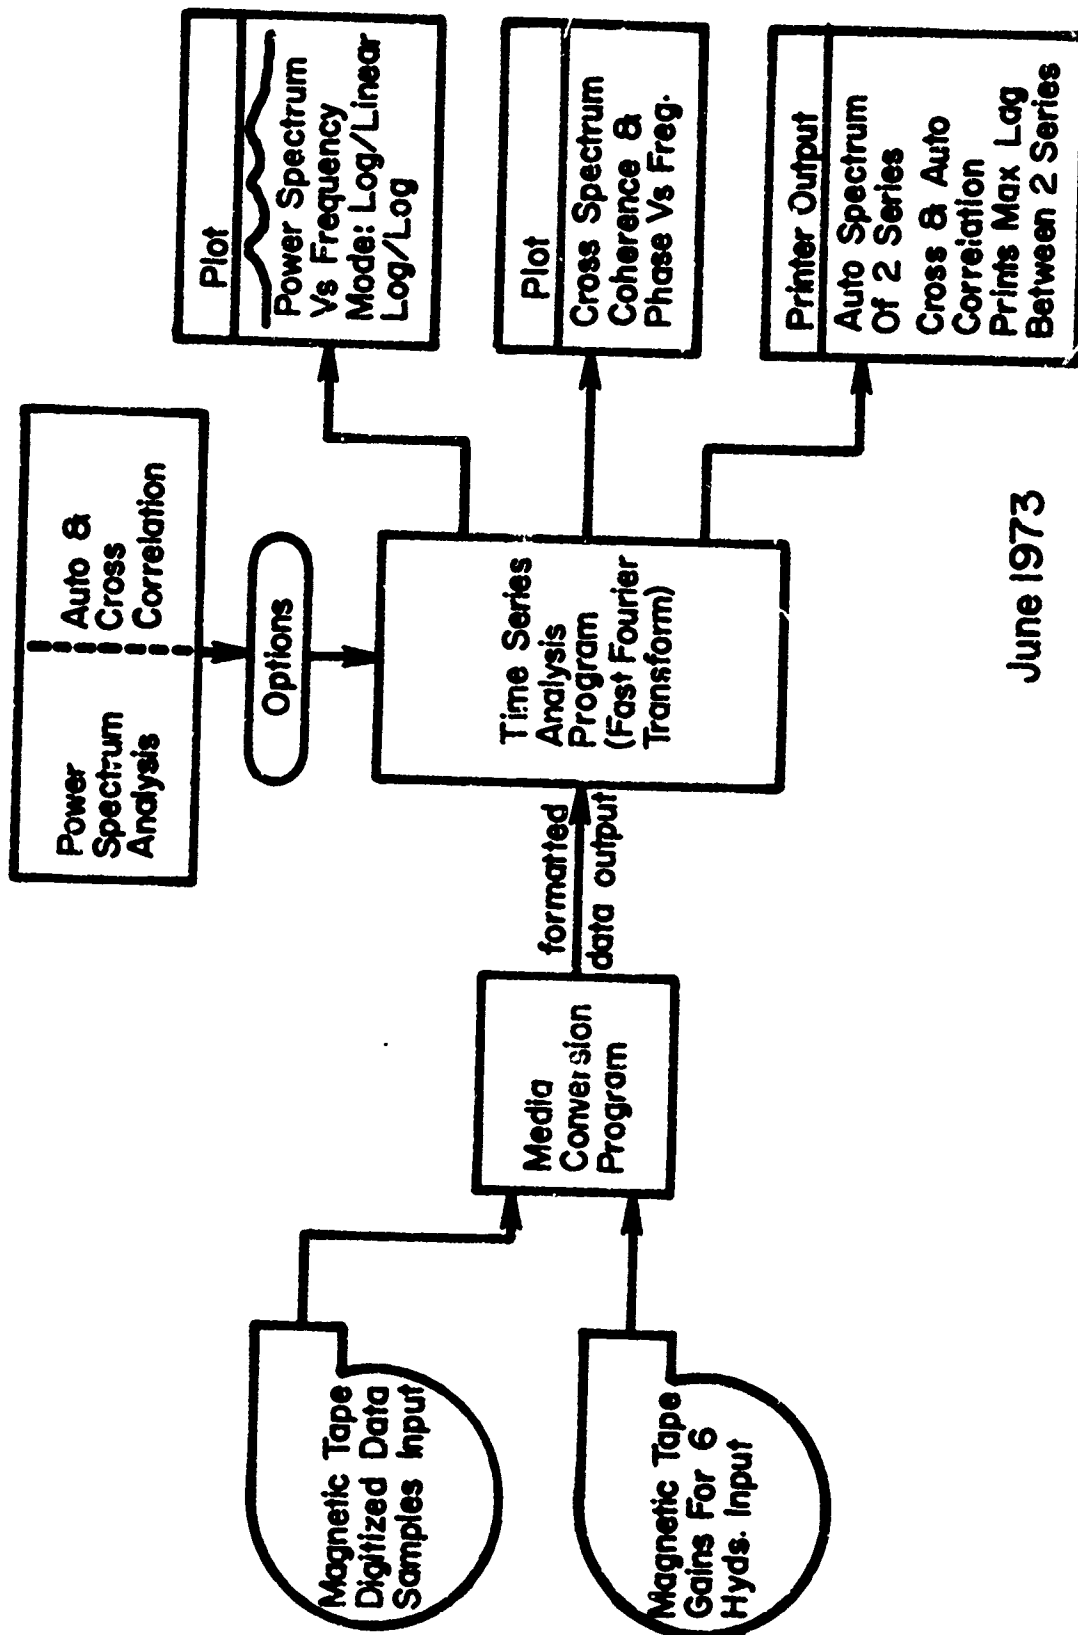 Magnetic Tape
Digitized Data
Samples Input
Magnetic Tape
Gains For 6
Hyds. Input
Media
Conversion
Program
formatted
data output
Power
Spectrum
Analysis
Auto &
Cross
Correlation
Options
Time Series
Analysis
Program
(Fast Fourier
Transform)
Plot
Power Spectrum
Vs Frequency
Mode: Log/Linear
Log/Log
Plot
Cross Spectrum
Coherence &
Phase Vs Freg.
Printer Output
Auto Spectrum
Of 2 Series
Cross & Auto
Correlation
Prints Max Lag
Between 2 Series
June 1973